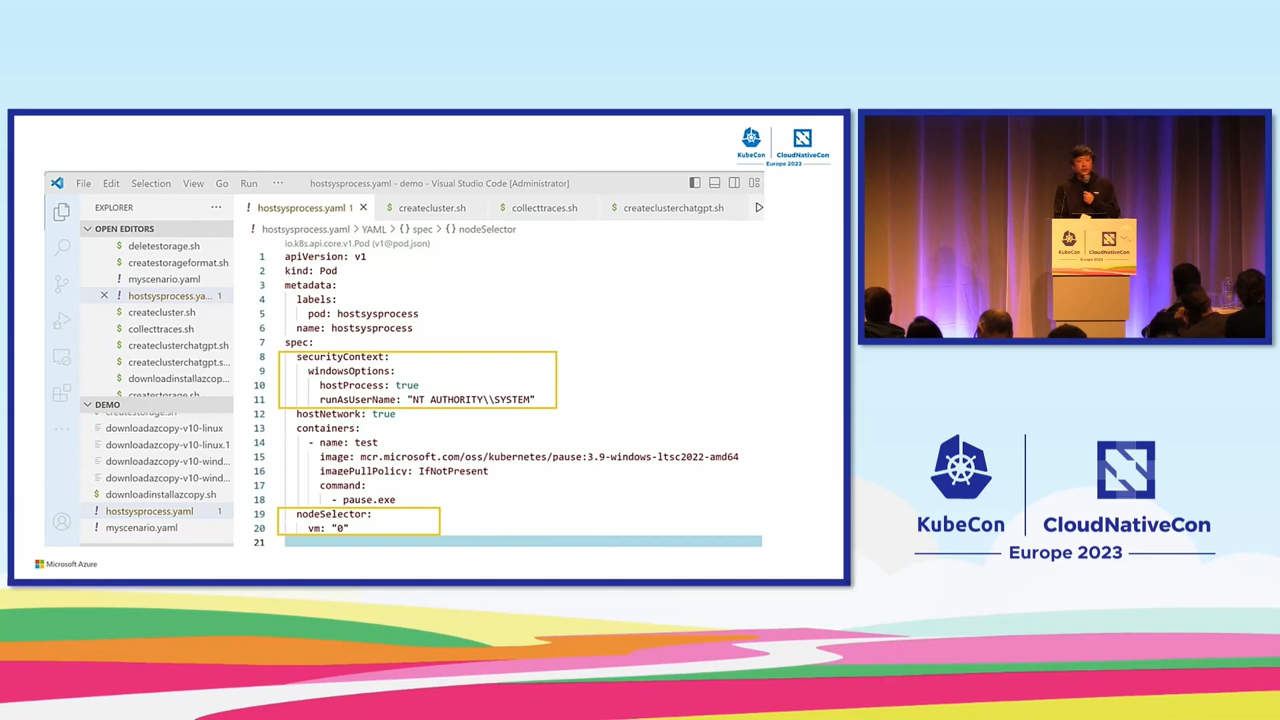 KubeCon
CloudNativeCon
Europe 2023
File Edit Selection View Go Run ··· hostsysprocess.yaml - demo - Visual Studio Code [Administrator]
EXPLORER ···
! hostsysprocess.yaml 1 × $ createcluster.sh $ collecttraces.sh $ createclusterchatgpt.sh
OPEN EDITORS
$ deletestorage.sh
$ createstorageformat.sh
! myscenario.yaml
× ! hostsysprocess.ya... 1
$ createcluster.sh
$ collecttraces.sh
$ createclusterchatgpt.sh
$ createclusterchatgpt.s...
$ downloadinstallazcop...
$ createstorage.sh
DEMO
createstorage.sh
downloadazcopy-v10-linux
downloadazcopy-v10-linux.1
downloadazcopy-v10-wind...
downloadazcopy-v10-wind...
$ downloadinstallazcopy.sh
! hostsysprocess.yaml 1
! myscenario.yaml
! hostsysprocess.yaml > YAML > {} spec > {} nodeSelector
io.k8s.api.core.v1.Pod (v1@pod.json)
1 apiVersion: v1
2 kind: Pod
3 metadata:
4 labels:
5 pod: hostsysprocess
6 name: hostsysprocess
7 spec:
8 securityContext:
9 windowsOptions:
10 hostProcess: true
11 runAsUserName: "NT AUTHORITY\\SYSTEM"
12 hostNetwork: true
13 containers:
14 - name: test
15 image: mcr.microsoft.com/oss/kubernetes/pause:3.9-windows-ltsc2022-amd64
16 imagePullPolicy: IfNotPresent
17 command:
18 - pause.exe
19 nodeSelector:
20 vm: "0"
21
Microsoft Azure
KubeCon
CloudNativeCon
Europe 2023
KubeCon
CloudNativeCon
Europe 2023